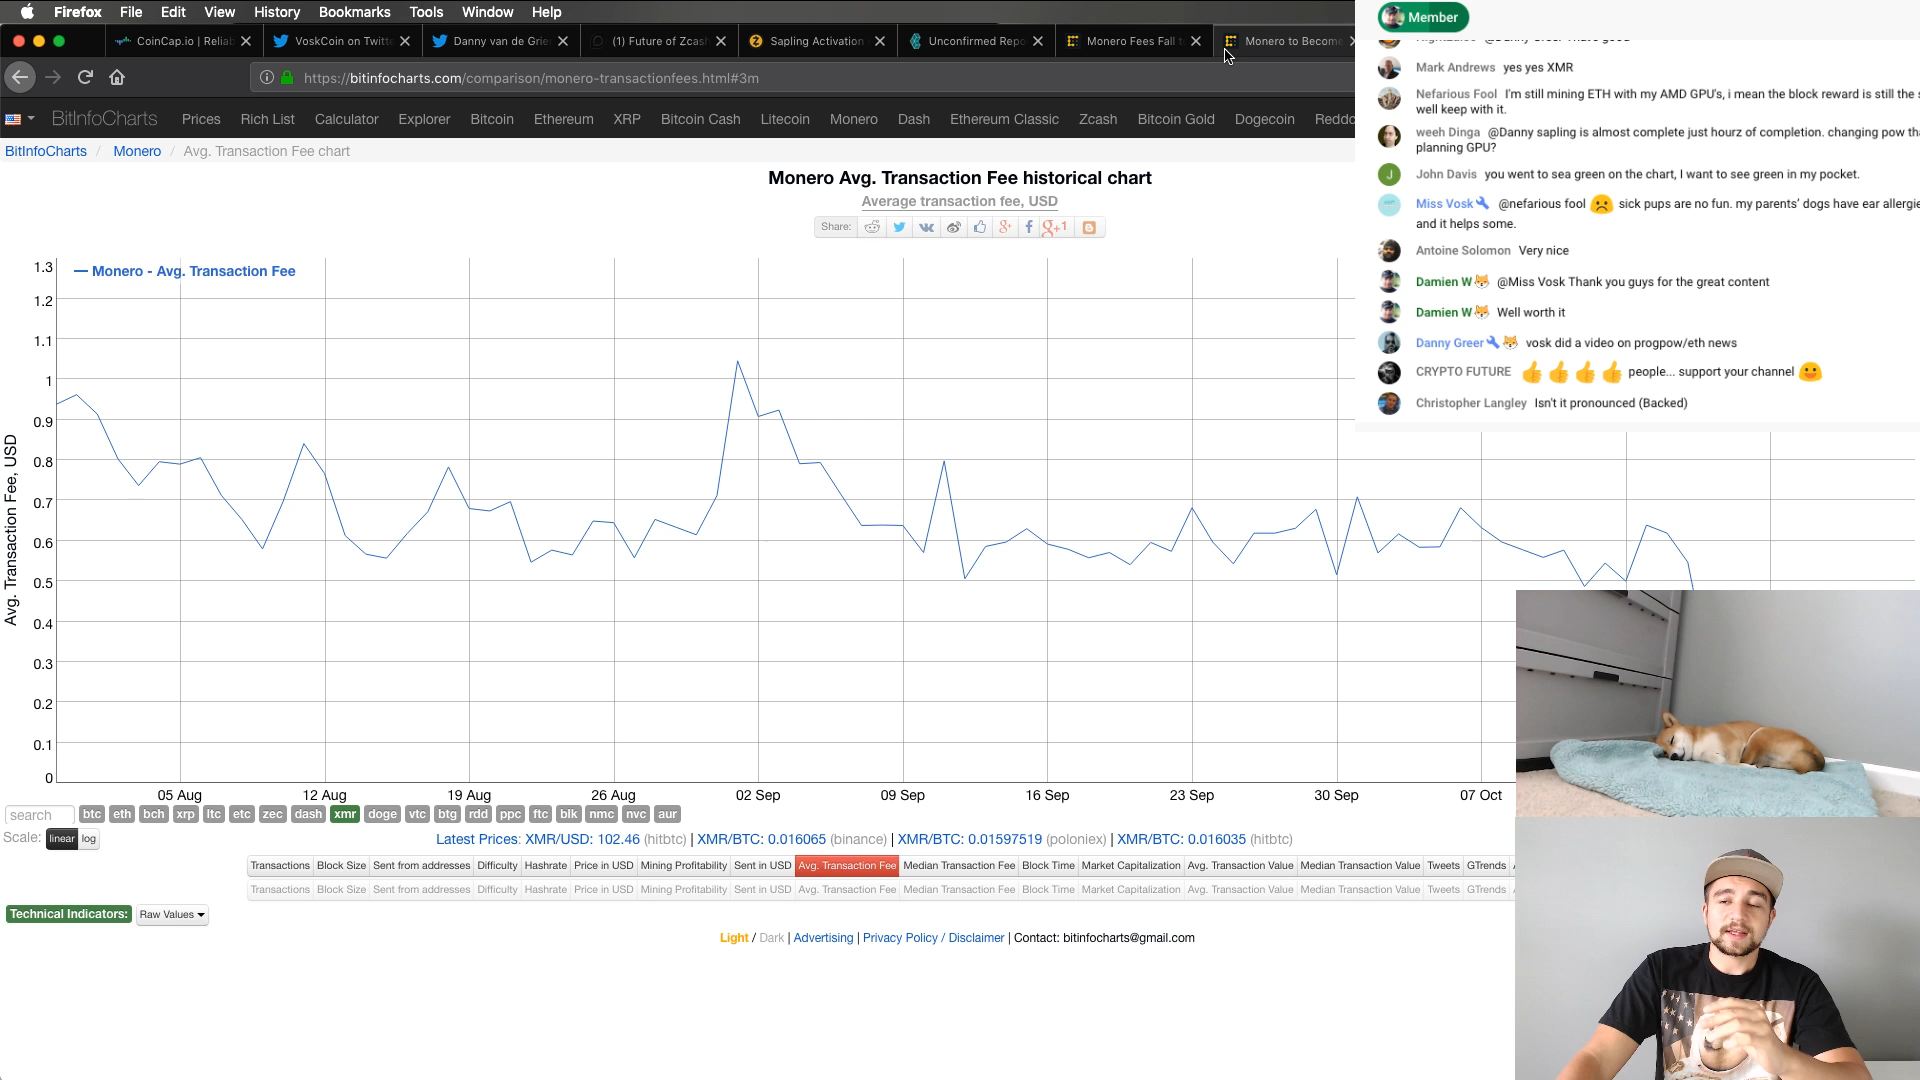 Firefox File Edit View History Bookmarks Tools Window Help
Member
CoinCap.io | Reliab
VoskCoin on Twitt
Danny van de Grie
(1) Future of Zcash
Sapling Activation
Unconfirmed Repo
Monero Fees Fall t
Monero to Become
https://bitinfocharts.com/comparison/monero-transactionfees.html#3m
BitInfoCharts Prices Rich List Calculator Explorer Bitcoin Ethereum XRP Bitcoin Cash Litecoin Monero Dash Ethereum Classic Zcash Bitcoin Gold Dogecoin Reddc
BitInfoCharts / Monero / Avg. Transaction Fee chart
Monero Avg. Transaction Fee historical chart
Average transaction fee, USD
Share:
Mark Andrews yes yes XMR
Nefarious Fool I'm still mining ETH with my AMD GPU's, i mean the block reward is still the
well keep with it.
weeh Dinga @Danny sapling is almost complete just hourz of completion. changing pow
planning GPU?
John Davis you went to sea green on the chart, I want to see green in my pocket.
Miss Vosk @nefarious fool ☹️ sick pups are no fun. my parents' dogs have ear allergie
and it helps some.
Antoine Solomon Very nice
Damien W @Miss Vosk Thank you guys for the great content
Damien W Well worth it
Danny Greer vosk did a video on progpow/eth news
CRYPTO FUTURE 👍👍👍👍 people... support your channel 😀
Christopher Langley Isn't it pronounced (Backed)
Monero - Avg. Transaction Fee
Avg. Transaction Fee, USD
1.3
1.2
1.1
1
0.9
0.8
0.7
0.6
0.5
0.4
0.3
0.2
0.1
0
05 Aug 12 Aug 19 Aug 26 Aug 02 Sep 09 Sep 16 Sep 23 Sep 30 Sep 07 Oct
search btc eth bch xrp ltc etc zec dash xmr doge vtc btg rdd ppc ftc blk nmc nvc aur
Scale: linear log
Latest Prices: XMR/USD: 102.46 (hitbtc) | XMR/BTC: 0.016065 (binance) | XMR/BTC: 0.01597519 (poloniex) | XMR/BTC: 0.016035 (hitbtc)
Transactions Block Size Sent from addresses Difficulty Hashrate Price in USD Mining Profitability Sent in USD Avg. Transaction Fee Median Transaction Fee Block Time Market Capitalization Avg. Transaction Value Median Transaction Value Tweets GTrends
Transactions Block Size Sent from addresses Difficulty Hashrate Price in USD Mining Profitability Sent in USD Avg. Transaction Fee Median Transaction Fee Block Time Market Capitalization Avg. Transaction Value Median Transaction Value Tweets GTrends
Technical Indicators: Raw Values
Light / Dark | Advertising | Privacy Policy / Disclaimer | Contact: bitinfocharts@gmail.com